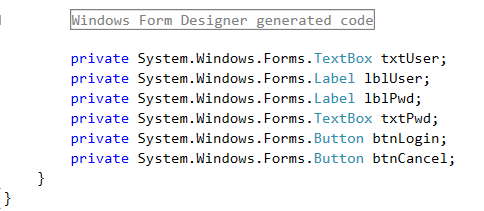 Windows Form Designer generated code
private System.Windows.Forms.TextBox txtUser;
private System.Windows.Forms.Label lblUser;
private System.Windows.Forms.Label lblPwd;
private System.Windows.Forms.TextBox txtPwd;
private System.Windows.Forms.Button btnLogin;
private System.Windows.Forms.Button btnCancel;
}
}